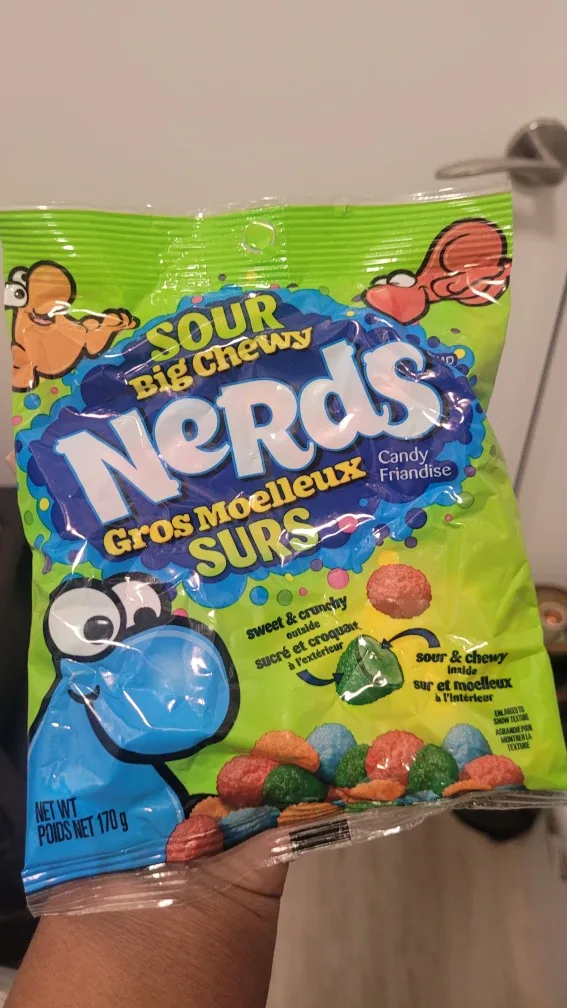 SOUR
Big Chewy
NeRdS
Candy
Friandise
Gros Moelleux
SURS
sweet & crunchy
outside
sucré et croquant
à l'extérieur
sour & chewy
inside
sur et moelleux
à l'intérieur
ENLARGED TO
SHOW TEXTURE
AGRANDIE POUR
MONTRER LA
TEXTURE
NET WT
POIDS NET 170 g